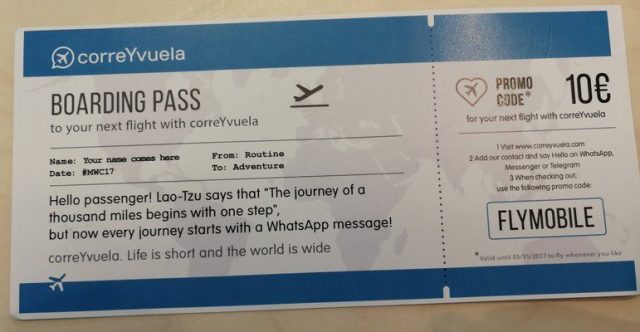 correYvuela
BOARDING PASS
to your next flight with correYvuela
Name: Your name comes here
From: Routine
Date: #MWC17
To: Adventure
Hello passenger! Lao-Tzu says that "The journey of a
thousand miles begins with one step",
but now every journey starts with a WhatsApp message!
correYvuela. Life is short and the world is wide
PROMO
CODE*
10€
for your next flight with correYvuela
1 Visit www.correyvuela.com
2 Add our contact and say Hello on WhatsApp,
Messenger or Telegram
3 When checking out,
use the following promo code:
FLYMOBILE
* Valid until 03/31/2017 to fly whenever you like